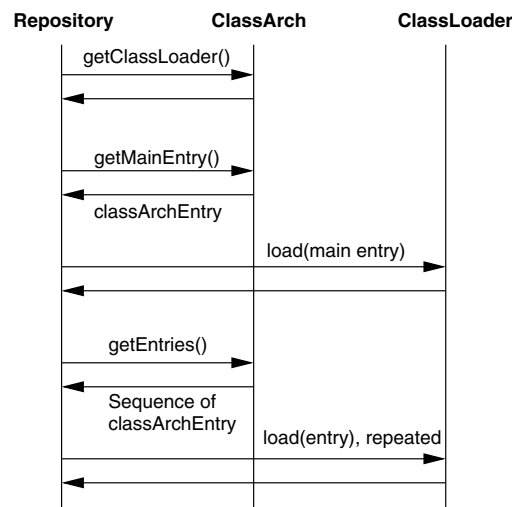 Repository ClassArch ClassLoader
getClassLoader()
getMainEntry()
classArchEntry
load(main entry)
getEntries()
Sequence of
classArchEntry
load(entry), repeated